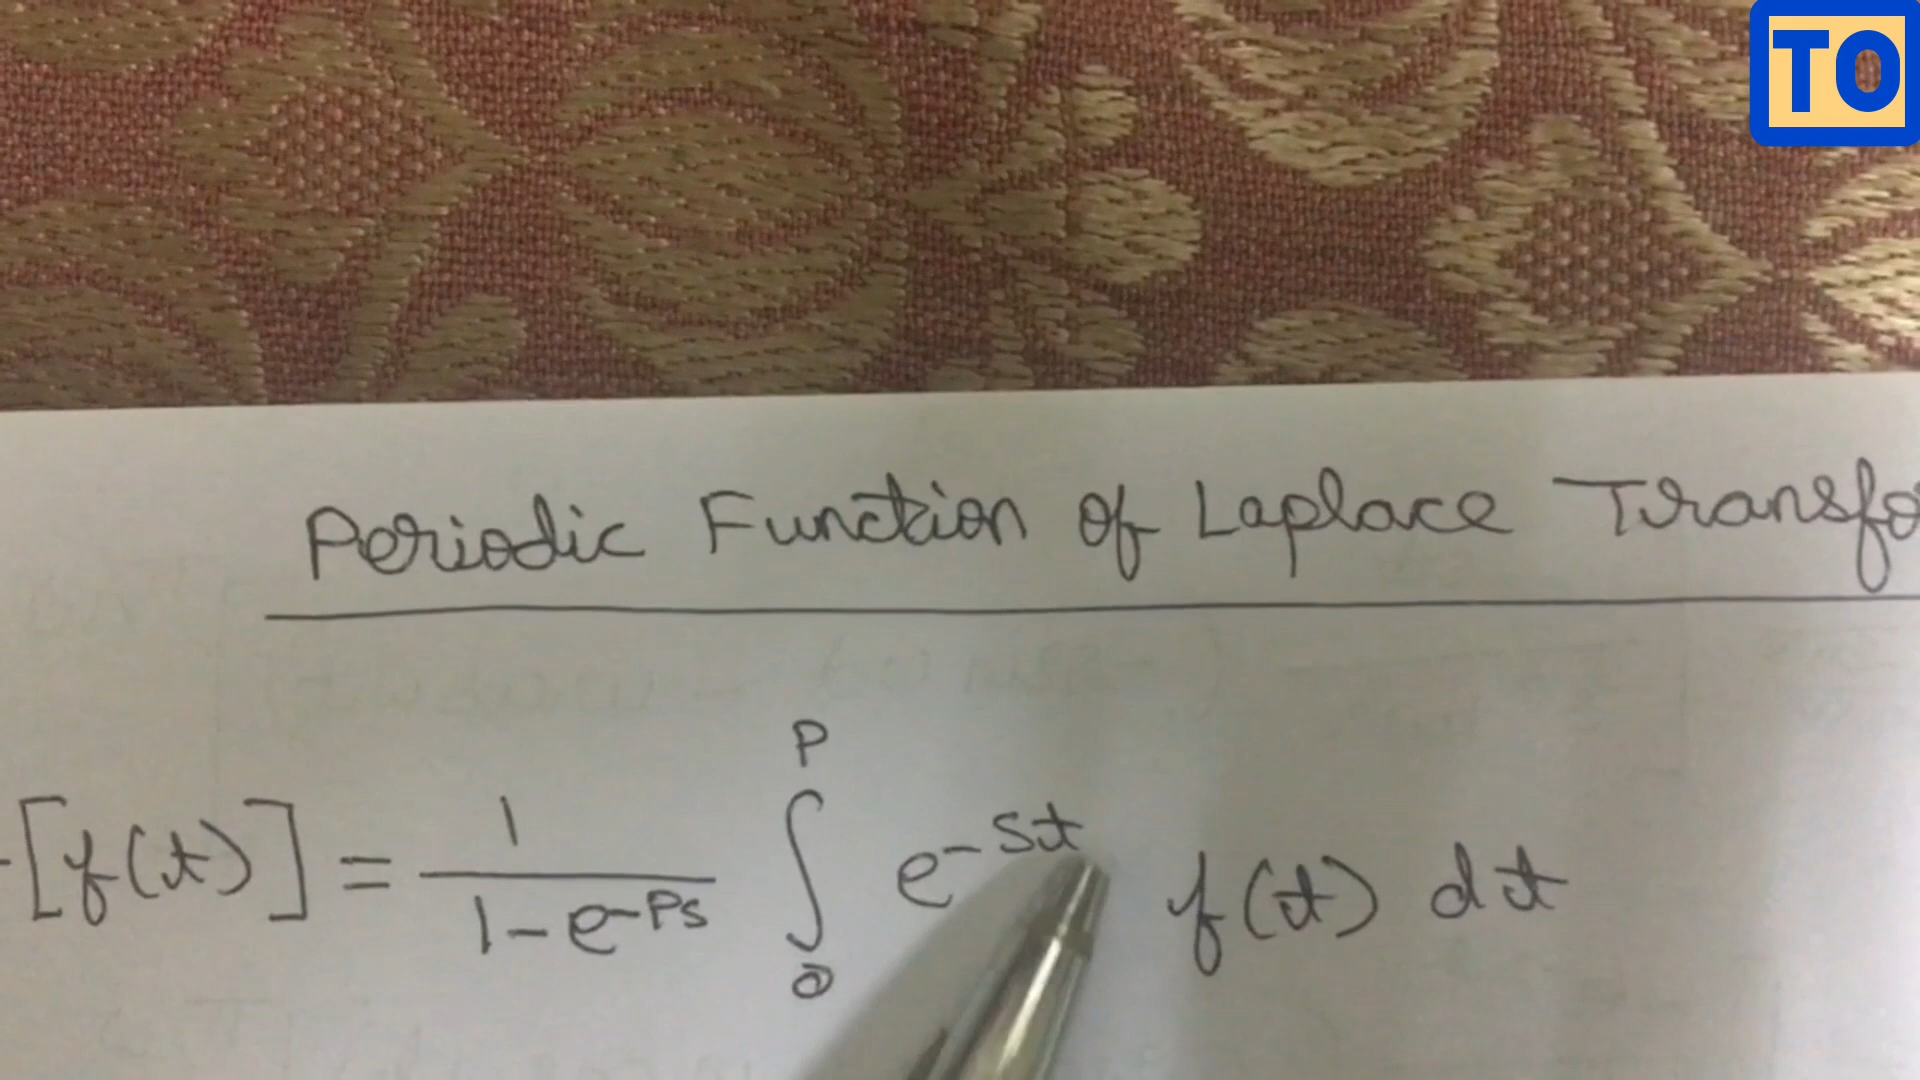 TO
Periodic Function of Laplace Transfo
[f(t)] = 1/(1 - e^-Ps) ∫_0^P e^-st f(t) dt